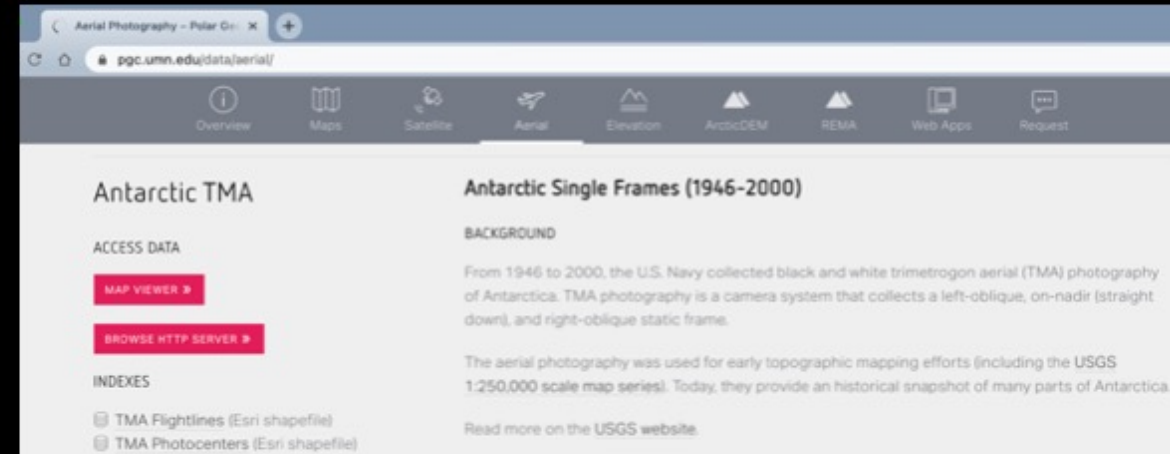 Aerial Photography – Polar Ge
pgc.umn.edu/data/aerial/
Overview Maps Satellite Aerial Elevation ArcticDEM REMA Web Apps Request
Antarctic TMA
ACCESS DATA
MAP VIEWER »
BROWSE HTTP SERVER »
INDEXES
TMA Flightlines (Esri shapefile)
TMA Photocenters (Esri shapefile)
Antarctic Single Frames (1946-2000)
BACKGROUND
From 1946 to 2000, the U.S. Navy collected black and white trimetrogon aerial (TMA) photography
of Antarctica. TMA photography is a camera system that collects a left-oblique, on-nadir (straight
down), and right-oblique static frame.
The aerial photography was used for early topographic mapping efforts (including the USGS
1:250,000 scale map series). Today, they provide an historical snapshot of many parts of Antarctica.
Read more on the USGS website.